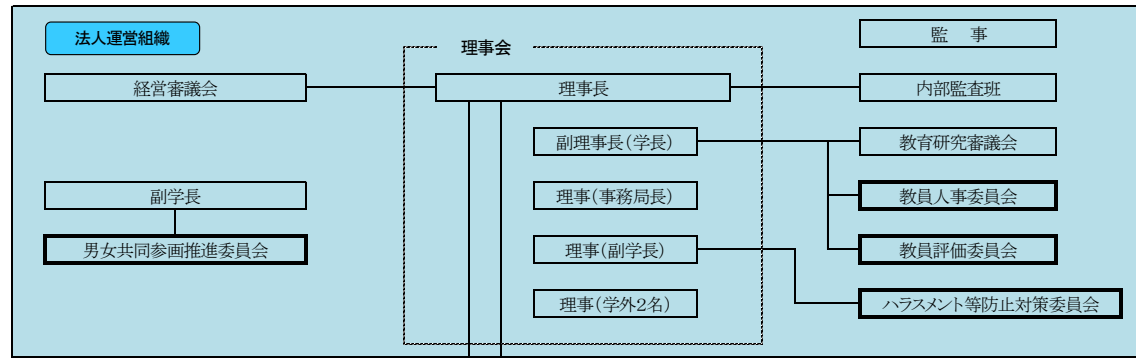 法人運営組織
理事会
監　事
経営審議会
理事長
内部監査班
副理事長(学長)
教育研究審議会
副学長
理事(事務局長)
教員人事委員会
男女共同参画推進委員会
理事(副学長)
教員評価委員会
理事(学外2名)
ハラスメント等防止対策委員会